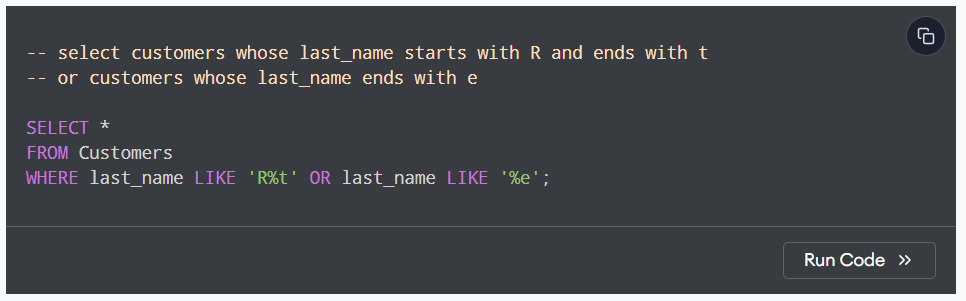 -- select customers whose last_name starts with R and ends with t
-- or customers whose last_name ends with e
SELECT *
FROM Customers
WHERE last_name LIKE 'R%t' OR last_name LIKE '%e';
Run Code »